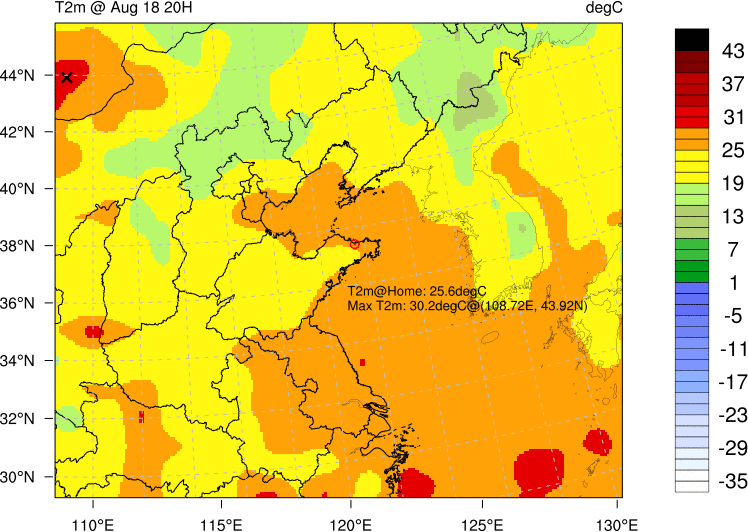 T2m @ Aug 18 20H
degC
44°N
42°N
40°N
38°N
36°N
34°N
32°N
30°N
110°E
115°E
120°E
125°E
130°E
T2m@Home: 25.6degC
Max T2m: 30.2degC@(108.72E, 43.92N)
43
37
31
25
19
13
7
1
-5
-11
-17
-23
-29
-35